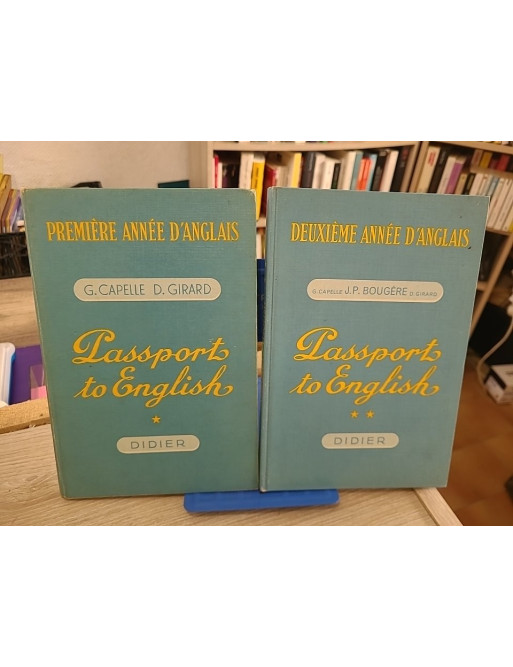 PREMIÈRE ANNÉE D'ANGLAIS
G. CAPELLE D. GIRARD
Passport
to English
★
DIDIER
DEUXIÈME ANNÉE D'ANGLAIS
G. CAPELLE J.P. BOUGÈRE D. GIRARD
Passport
to English
★ ★
DIDIER